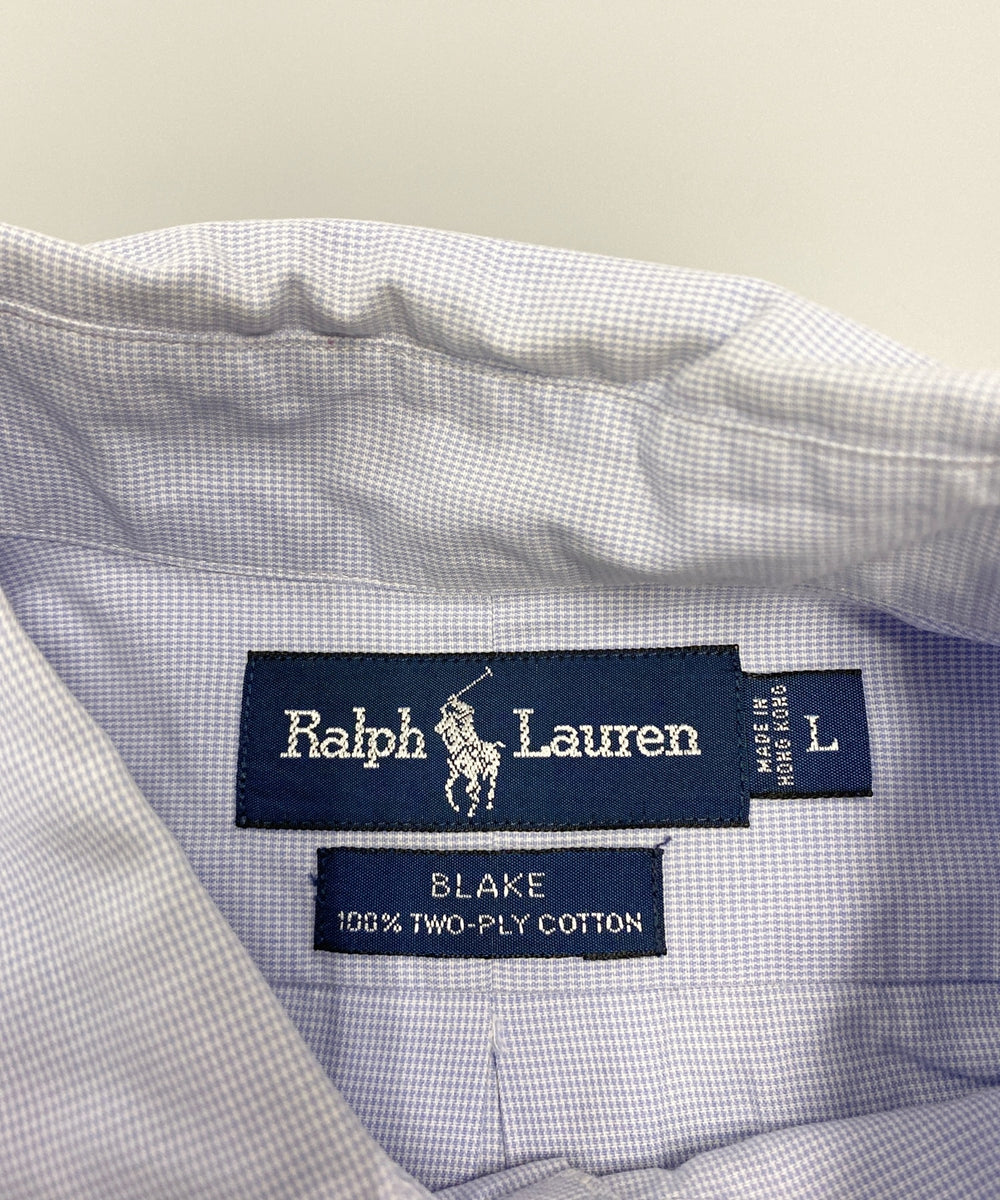 Ralph Lauren
MADE IN
HONG KONG
L
BLAKE
100% TWO-PLY COTTON